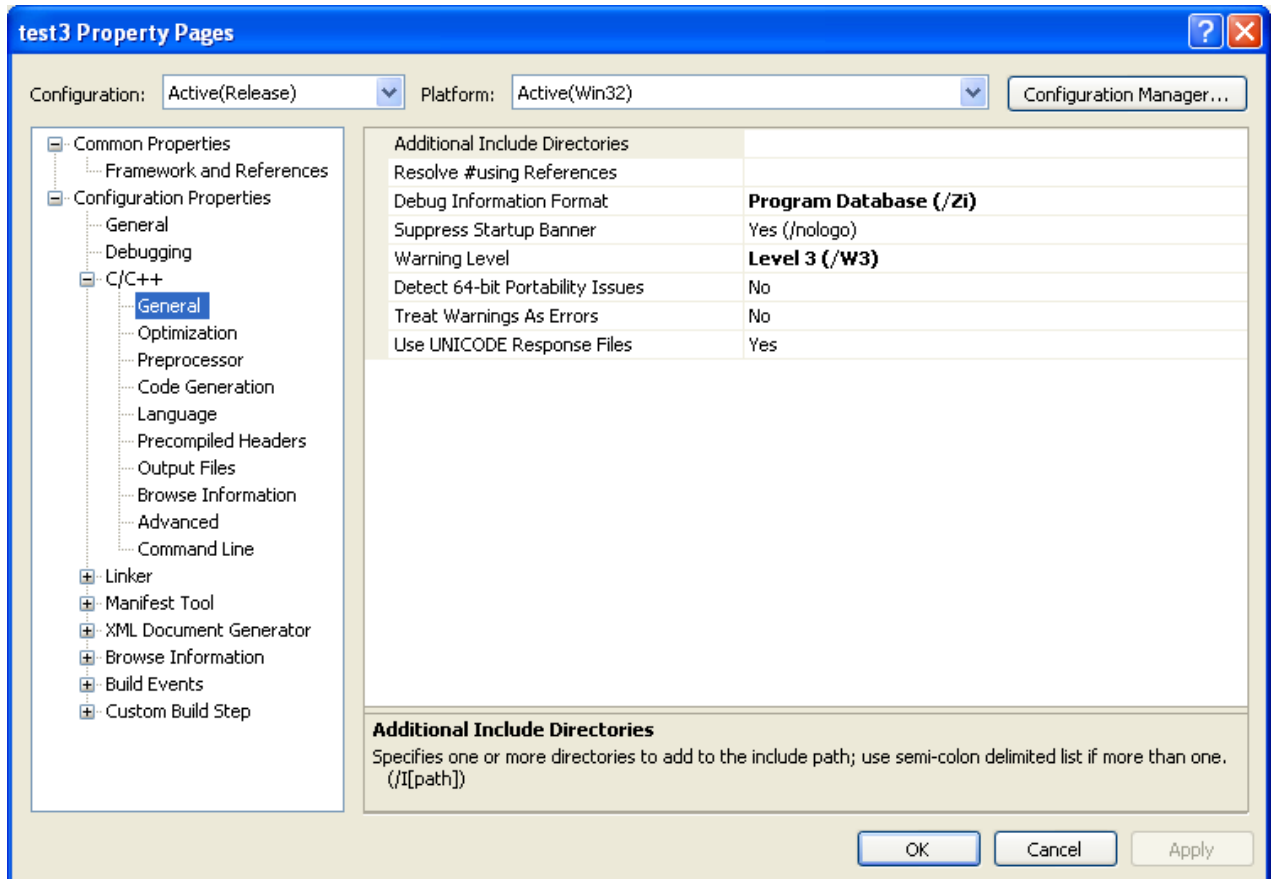 test3 Property Pages
Configuration: Active(Release) Platform: Active(Win32) Configuration Manager...
Common Properties
Framework and References
Configuration Properties
General
Debugging
C/C++
General
Optimization
Preprocessor
Code Generation
Language
Precompiled Headers
Output Files
Browse Information
Advanced
Command Line
Linker
Manifest Tool
XML Document Generator
Browse Information
Build Events
Custom Build Step
Additional Include Directories
Resolve #using References
Debug Information Format Program Database (/Zi)
Suppress Startup Banner Yes (/nologo)
Warning Level Level 3 (/W3)
Detect 64-bit Portability Issues No
Treat Warnings As Errors No
Use UNICODE Response Files Yes
Additional Include Directories
Specifies one or more directories to add to the include path; use semi-colon delimited list if more than one.
(/I[path])
OK Cancel Apply